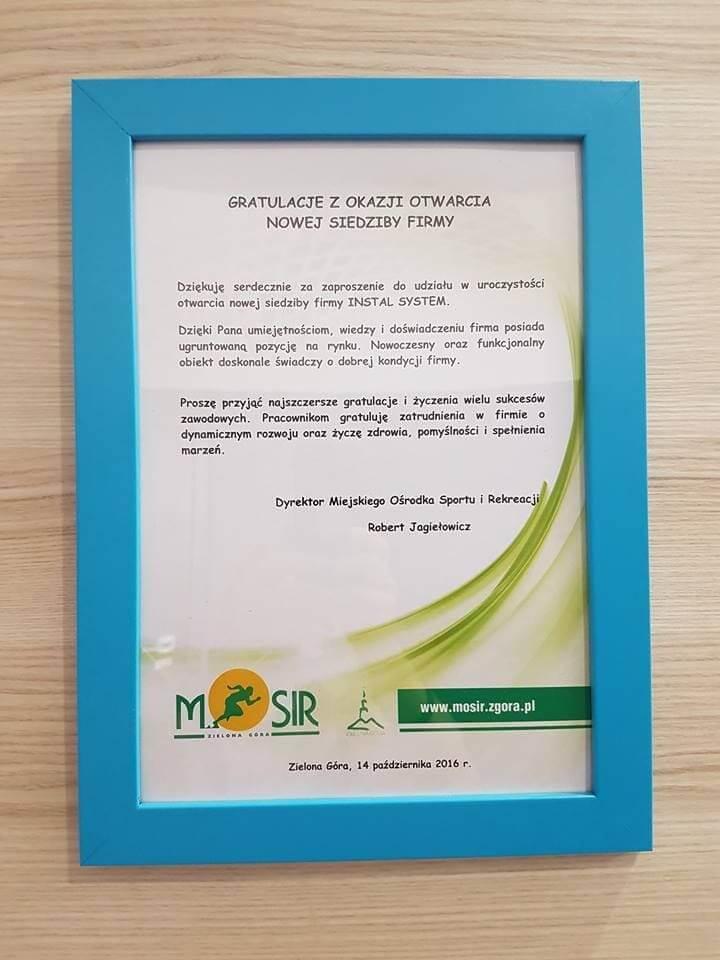 GRATULACJE Z OKAZJI OTWARCIA
NOWEJ SIEDZIBY FIRMY
Dziękuję serdecznie za zaproszenie do udziału w uroczystości
otwarcia nowej siedziby firmy INSTAL SYSTEM.
Dzięki Pana umiejętnościom, wiedzy i doświadczeniu firma posiada
ugruntowaną pozycję na rynku. Nowoczesny oraz funkcjonalny
obiekt doskonale świadczy o dobrej kondycji firmy.
Proszę przyjąć najszczersze gratulacje i życzenia wielu sukcesów
zawodowych. Pracownikom gratuluję zatrudnienia w firmie o
dynamicznym rozwoju oraz życzę zdrowia, pomyślności i spełnienia
marzeń.
Dyrektor Miejskiego Ośrodka Sportu i Rekreacji
Robert Jagiełowicz
MOSIR
ZIELONA GÓRA
www.mosir.zgora.pl
Zielona Góra, 14 października 2016 r.